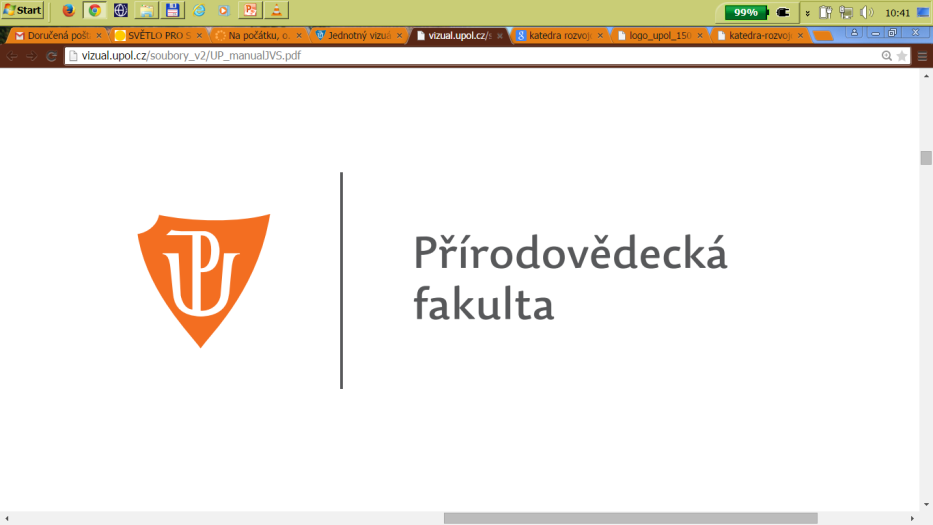 Start
99%
10:41
Doručená pošt
SVĚTLO PRO S
Na počátku, o.
Jednotný vizuá
vizual.upol.cz/s
katedra rozvoj
logo_upol_150
katedra-rozvoj
vizual.upol.cz/soubory_v2/UP_manualJVS.pdf
UP
Přírodovědecká
fakulta